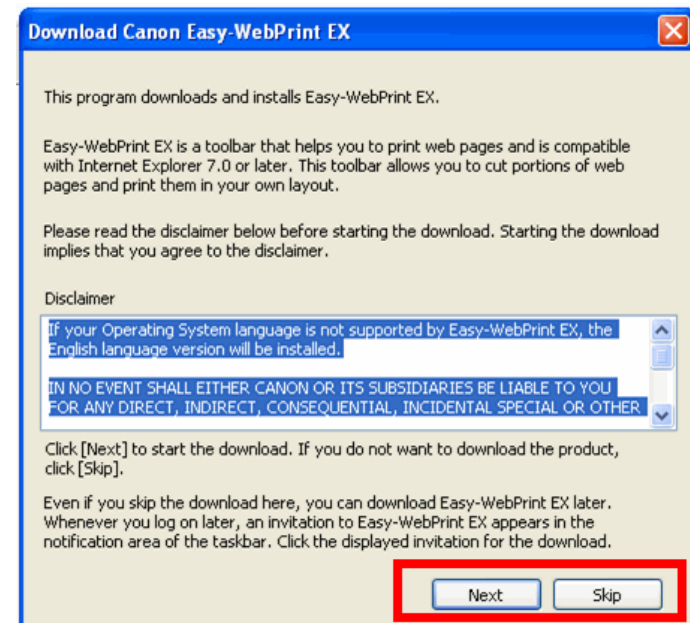 Download Canon Easy-WebPrint EX
This program downloads and installs Easy-WebPrint EX.
Easy-WebPrint EX is a toolbar that helps you to print web pages and is compatible
with Internet Explorer 7.0 or later. This toolbar allows you to cut portions of web
pages and print them in your own layout.
Please read the disclaimer below before starting the download. Starting the download
implies that you agree to the disclaimer.
Disclaimer
If your Operating System language is not supported by Easy-WebPrint EX, the
English language version will be installed.
IN NO EVENT SHALL EITHER CANON OR ITS SUBSIDIARIES BE LIABLE TO YOU
FOR ANY DIRECT, INDIRECT, CONSEQUENTIAL, INCIDENTAL SPECIAL OR OTHER
Click [Next] to start the download. If you do not want to download the product,
click [Skip].
Even if you skip the download here, you can download Easy-WebPrint EX later.
Whenever you log on later, an invitation to Easy-WebPrint EX appears in the
notification area of the taskbar. Click the displayed invitation for the download.
Next Skip